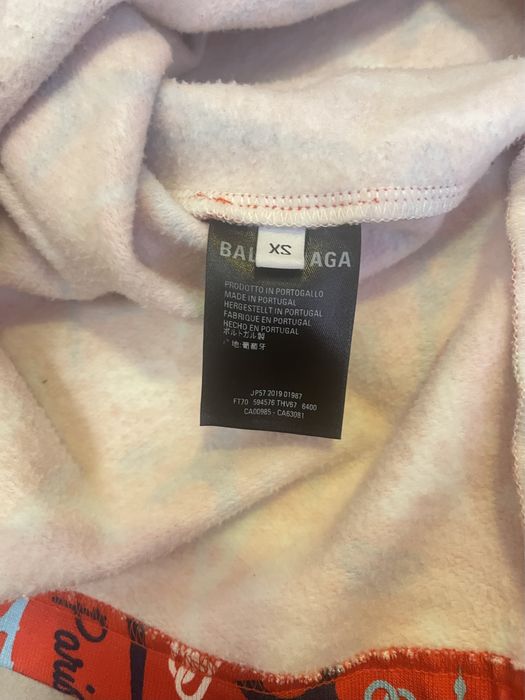 BAL AGA
XS
PRODOTTO IN PORTOGALLO
MADE IN PORTUGAL
HERGESTELLT IN PORTUGAL
FABRIQUE EN PORTUGAL
HECHO EN PORTUGAL
ポルトガル製
地:葡萄牙
JP57 2019 01987
FT70 594576 THV67 6400
CA00985 - CA63081
Paris